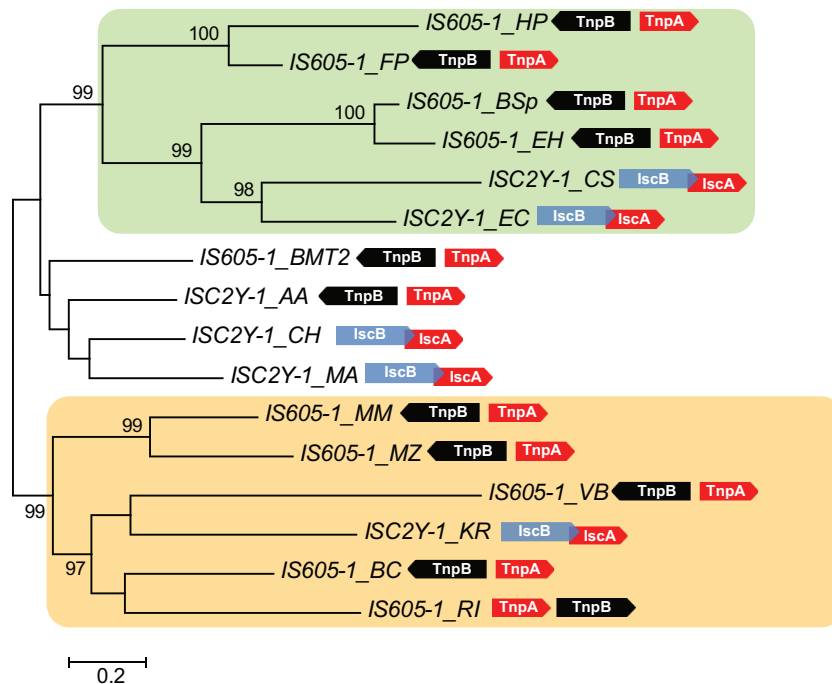 100 IS605-1_HP TnpB TnpA
IS605-1_FP TnpB TnpA
99
IS605-1_BSp TnpB TnpA
100
IS605-1_EH TnpB TnpA
99
ISC2Y-1_CS IscB IscA
98
ISC2Y-1_EC IscB IscA
IS605-1_BMT2 TnpB TnpA
ISC2Y-1_AA TnpB TnpA
ISC2Y-1_CH IscB IscA
ISC2Y-1_MA IscB IscA
IS605-1_MM TnpB TnpA
99
IS605-1_MZ TnpB TnpA
IS605-1_VB TnpB TnpA
99
ISC2Y-1_KR IscB IscA
97
IS605-1_BC TnpB TnpA
IS605-1_RI TnpA TnpB
0.2